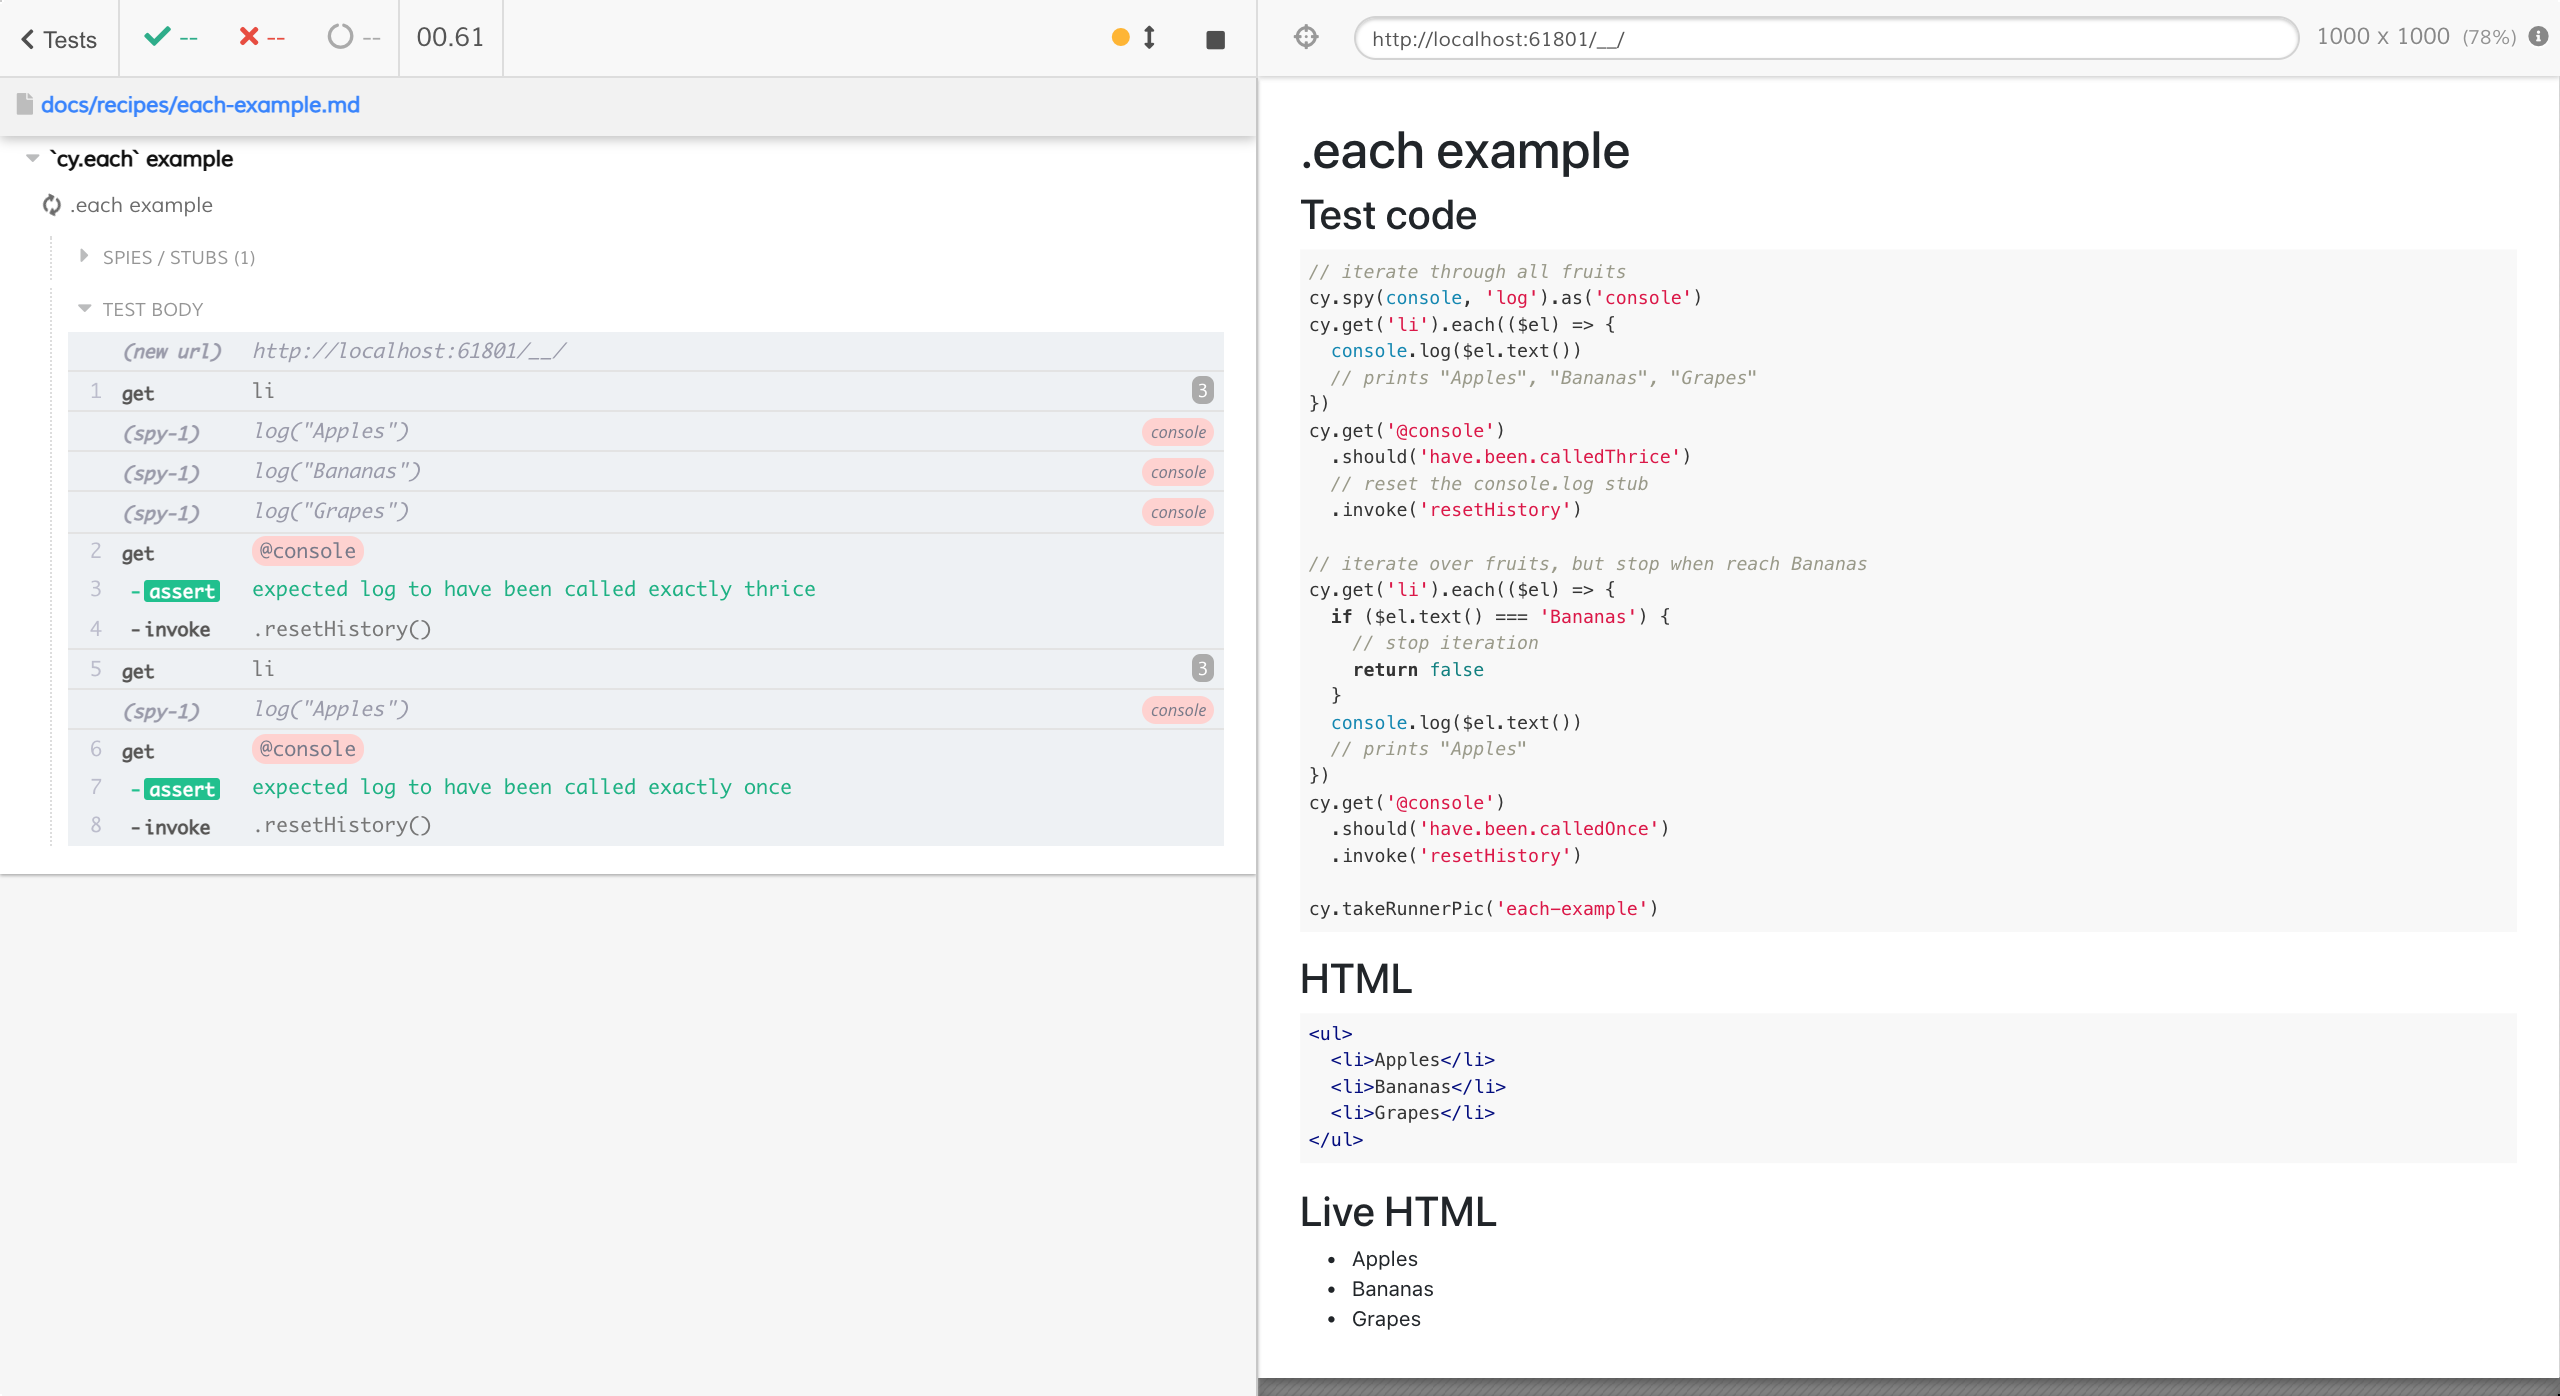 Tests -- -- -- 00.61
docs/recipes/each-example.md
`cy.each` example
.each example
SPIES / STUBS (1)
TEST BODY
(new url) http://localhost:61801/__/
1 get li 3
(spy-1) log("Apples") console
(spy-1) log("Bananas") console
(spy-1) log("Grapes") console
2 get @console
3 -assert expected log to have been called exactly thrice
4 -invoke .resetHistory()
5 get li 3
(spy-1) log("Apples") console
6 get @console
7 -assert expected log to have been called exactly once
8 -invoke .resetHistory()
http://localhost:61801/__/ 1000 x 1000 (78%)
.each example
Test code
// iterate through all fruits
cy.spy(console, 'log').as('console')
cy.get('li').each(($el) => {
  console.log($el.text())
  // prints "Apples", "Bananas", "Grapes"
})
cy.get('@console')
  .should('have.been.calledThrice')
  // reset the console.log stub
  .invoke('resetHistory')
// iterate over fruits, but stop when reach Bananas
cy.get('li').each(($el) => {
  if ($el.text() === 'Bananas') {
    // stop iteration
    return false
  }
  console.log($el.text())
  // prints "Apples"
})
cy.get('@console')
  .should('have.been.calledOnce')
  .invoke('resetHistory')
cy.takeRunnerPic('each-example')
HTML
<ul>
  <li>Apples</li>
  <li>Bananas</li>
  <li>Grapes</li>
</ul>
Live HTML
• Apples
• Bananas
• Grapes